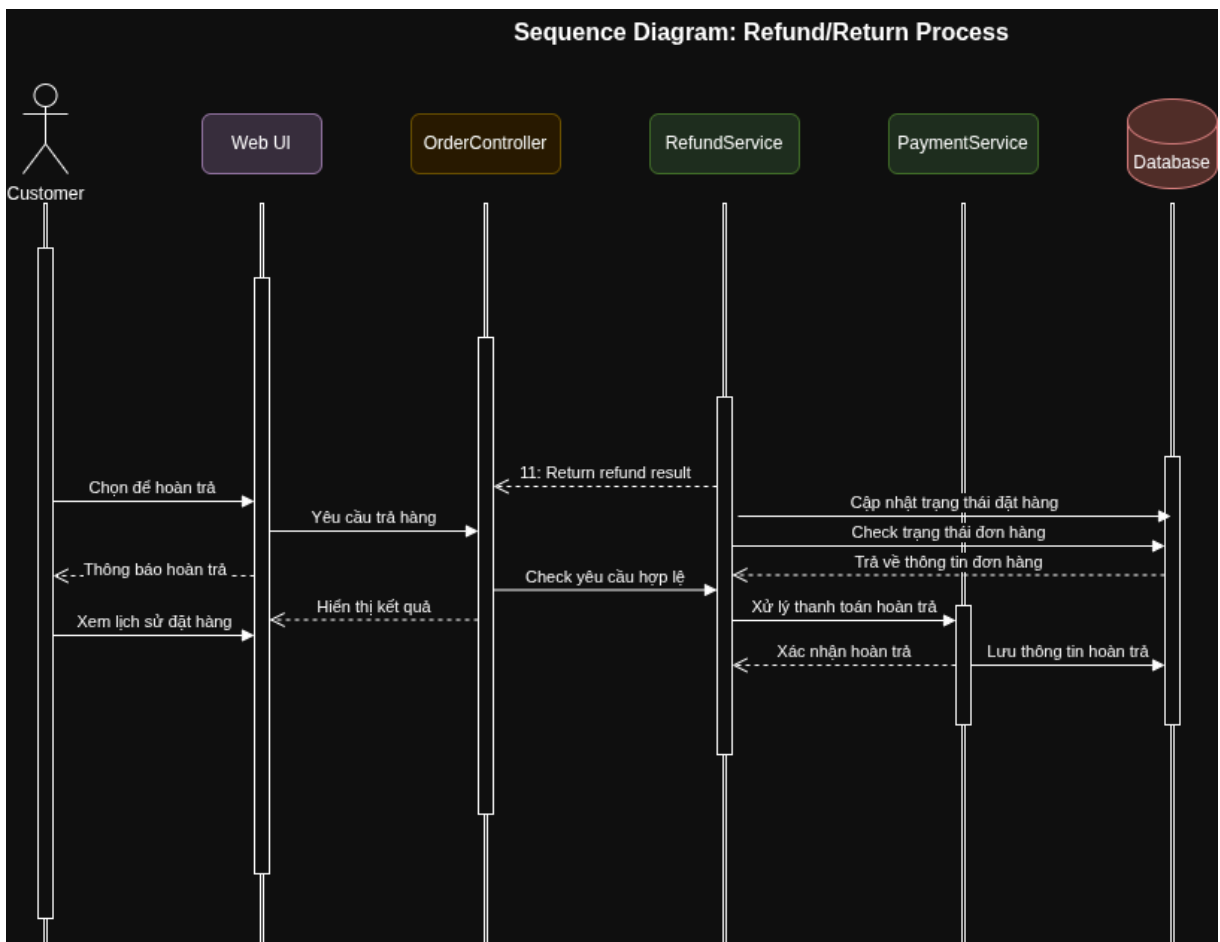 Sequence Diagram: Refund/Return Process
Customer
Web UI
OrderController
RefundService
PaymentService
Database
11: Return refund result
Chọn để hoàn trả
Cập nhật trạng thái đặt hàng
Yêu cầu trả hàng
Check trạng thái đơn hàng
Trả về thông tin đơn hàng
Thông báo hoàn trả
Check yêu cầu hợp lệ
Hiển thị kết quả
Xử lý thanh toán hoàn trả
Xem lịch sử đặt hàng
Xác nhận hoàn trả
Lưu thông tin hoàn trả